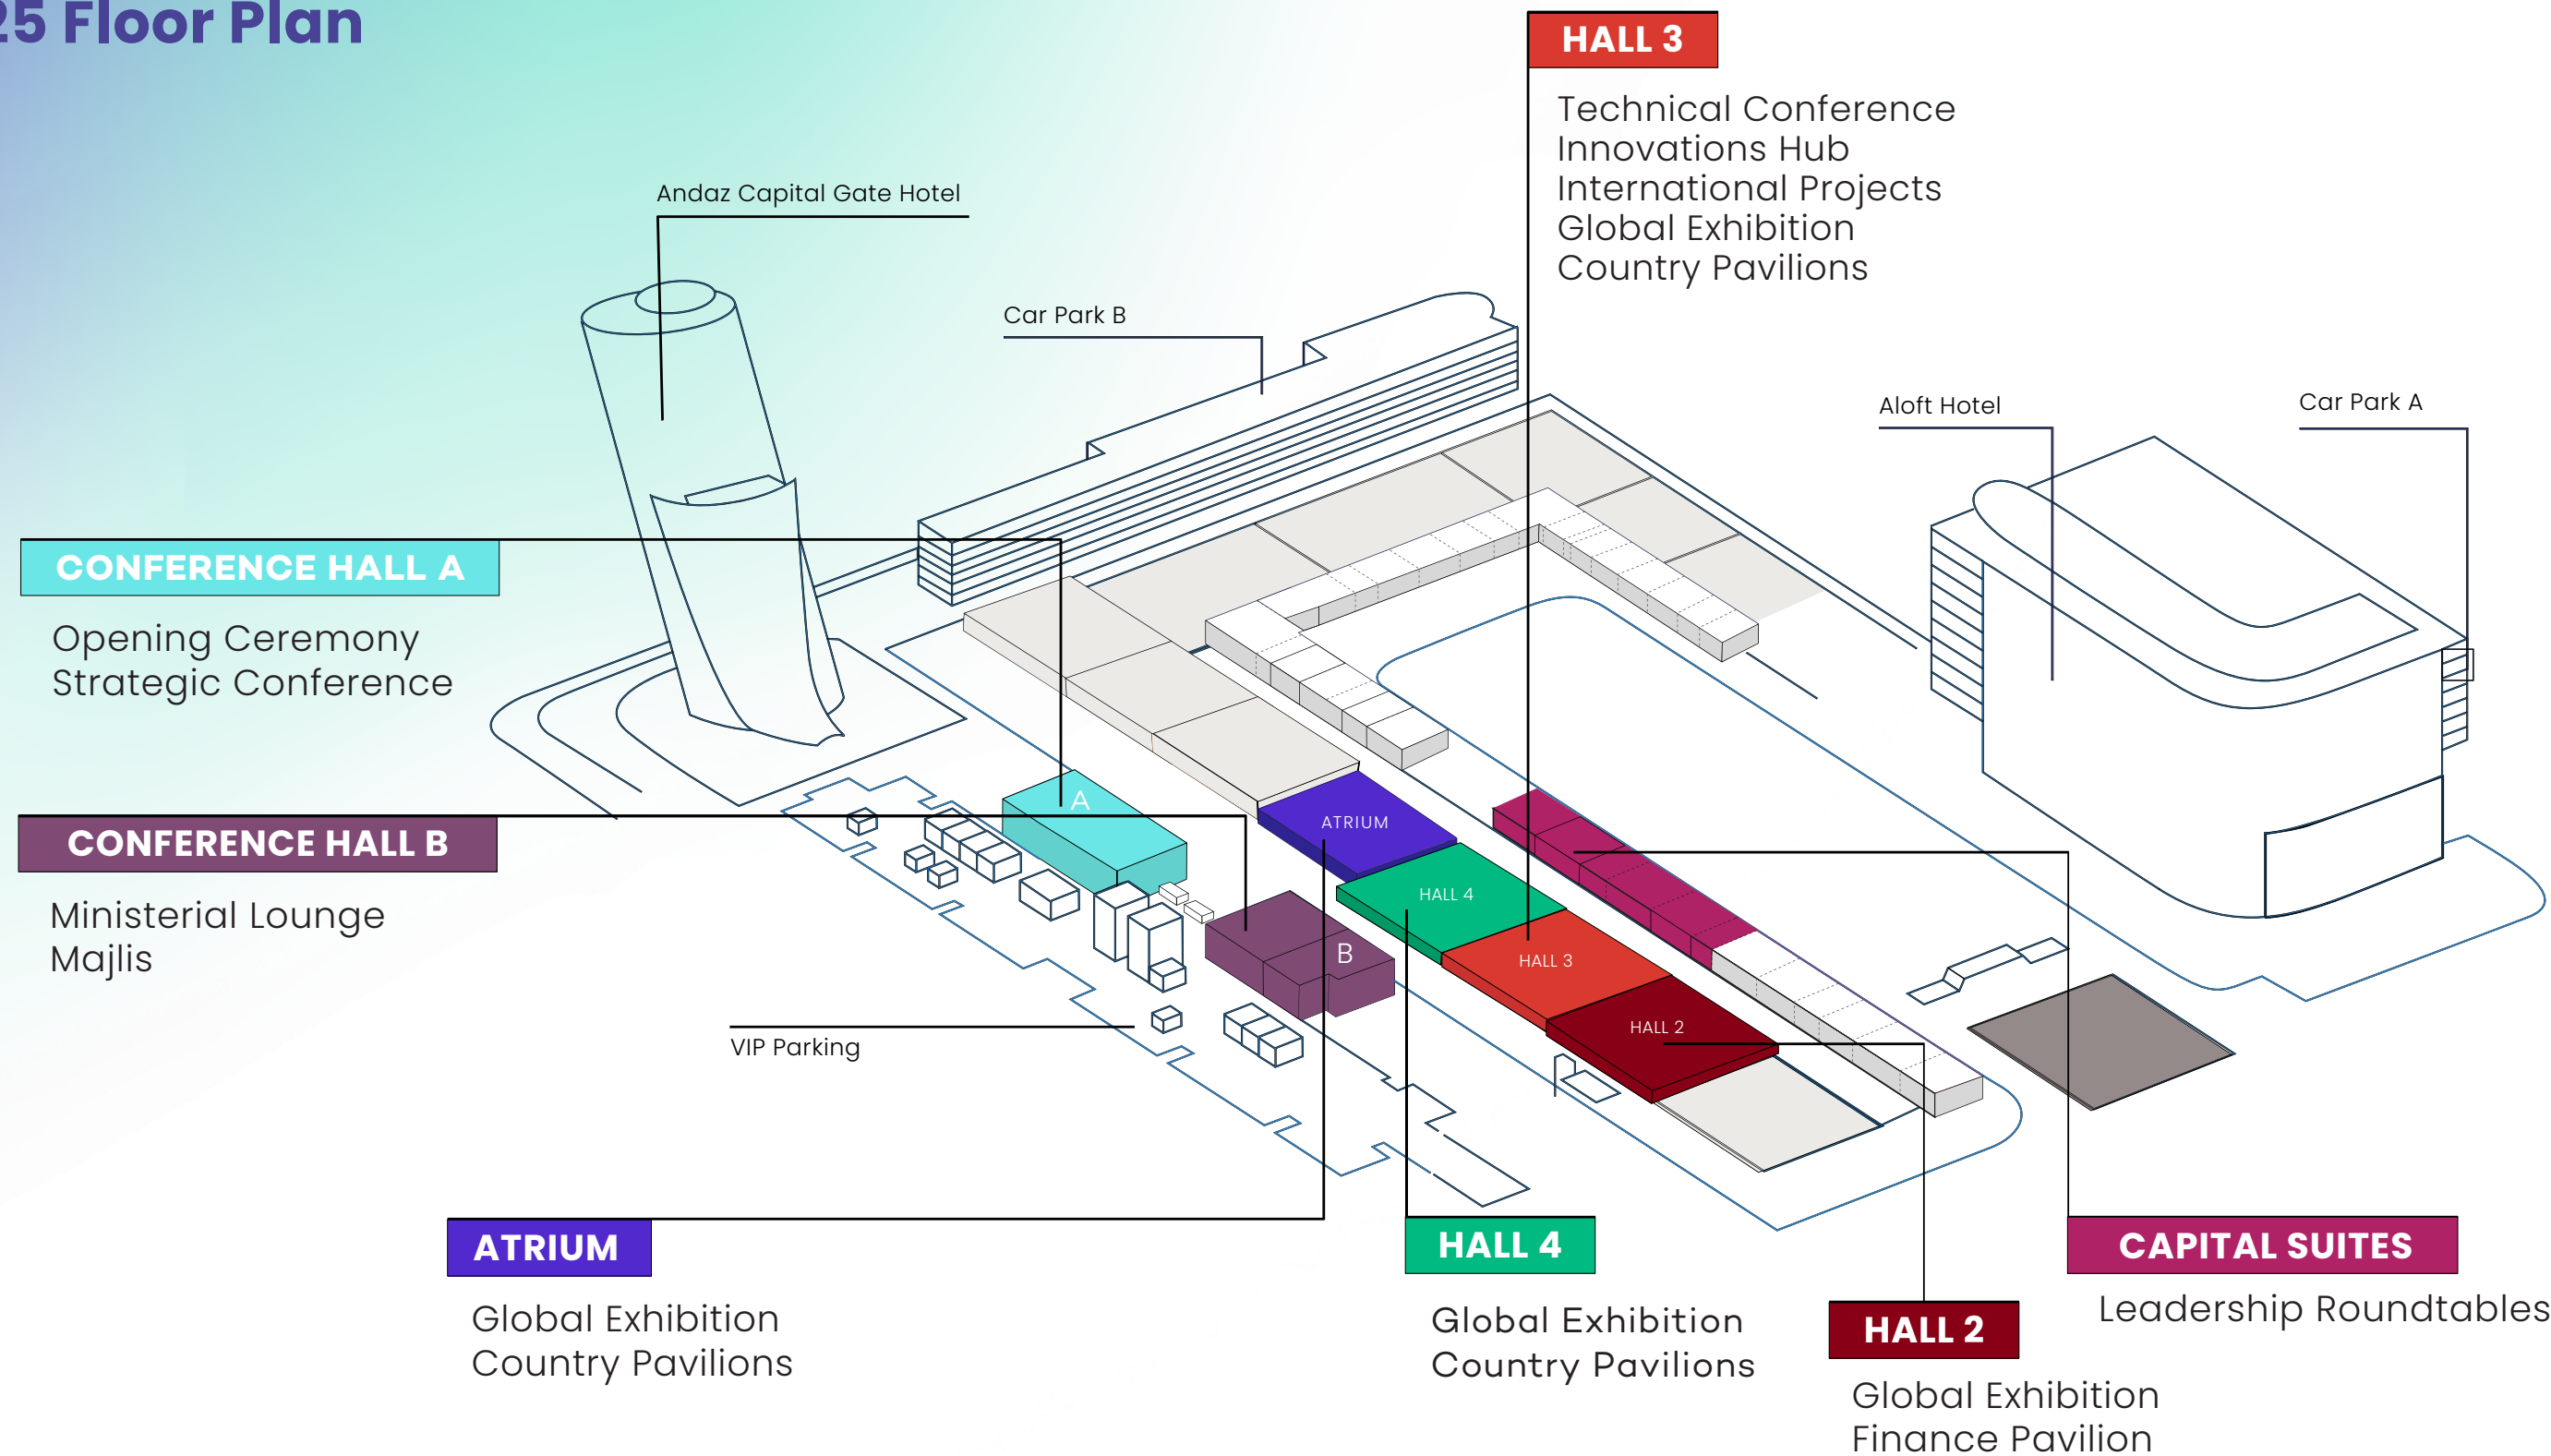 25 Floor Plan
HALL 3
Technical Conference
Innovations Hub
International Projects
Global Exhibition
Country Pavilions
Andaz Capital Gate Hotel
Car Park B
Aloft Hotel
Car Park A
CONFERENCE HALL A
Opening Ceremony
Strategic Conference
CONFERENCE HALL B
Ministerial Lounge
Majlis
A
ATRIUM
HALL 4
B
HALL 3
HALL 2
VIP Parking
ATRIUM
Global Exhibition
Country Pavilions
HALL 4
Global Exhibition
Country Pavilions
CAPITAL SUITES
Leadership Roundtables
HALL 2
Global Exhibition
Finance Pavilion